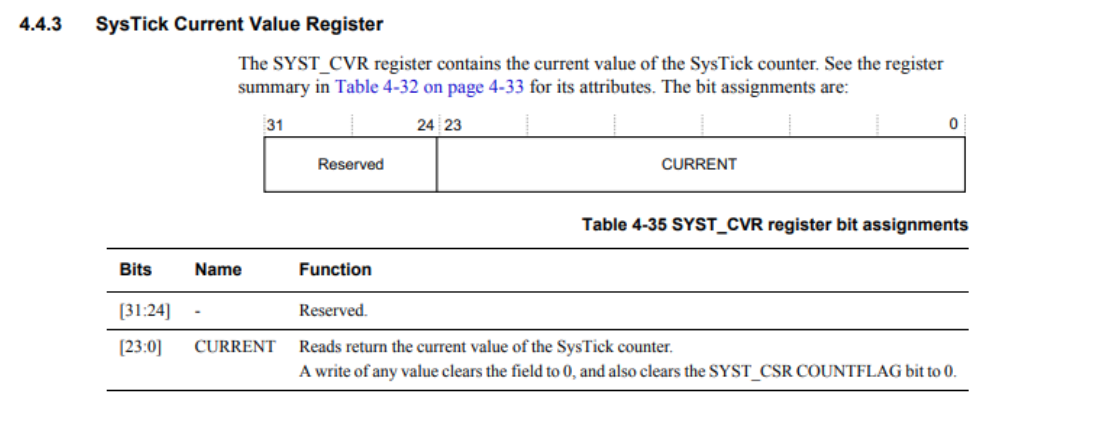 4.4.3 SysTick Current Value Register
The SYST_CVR register contains the current value of the SysTick counter. See the register
summary in Table 4-32 on page 4-33 for its attributes. The bit assignments are:
31 24 23 0
Reserved CURRENT
Table 4-35 SYST_CVR register bit assignments
Bits Name Function
[31:24] - Reserved.
[23:0] CURRENT Reads return the current value of the SysTick counter.
A write of any value clears the field to 0, and also clears the SYST_CSR COUNTFLAG bit to 0.